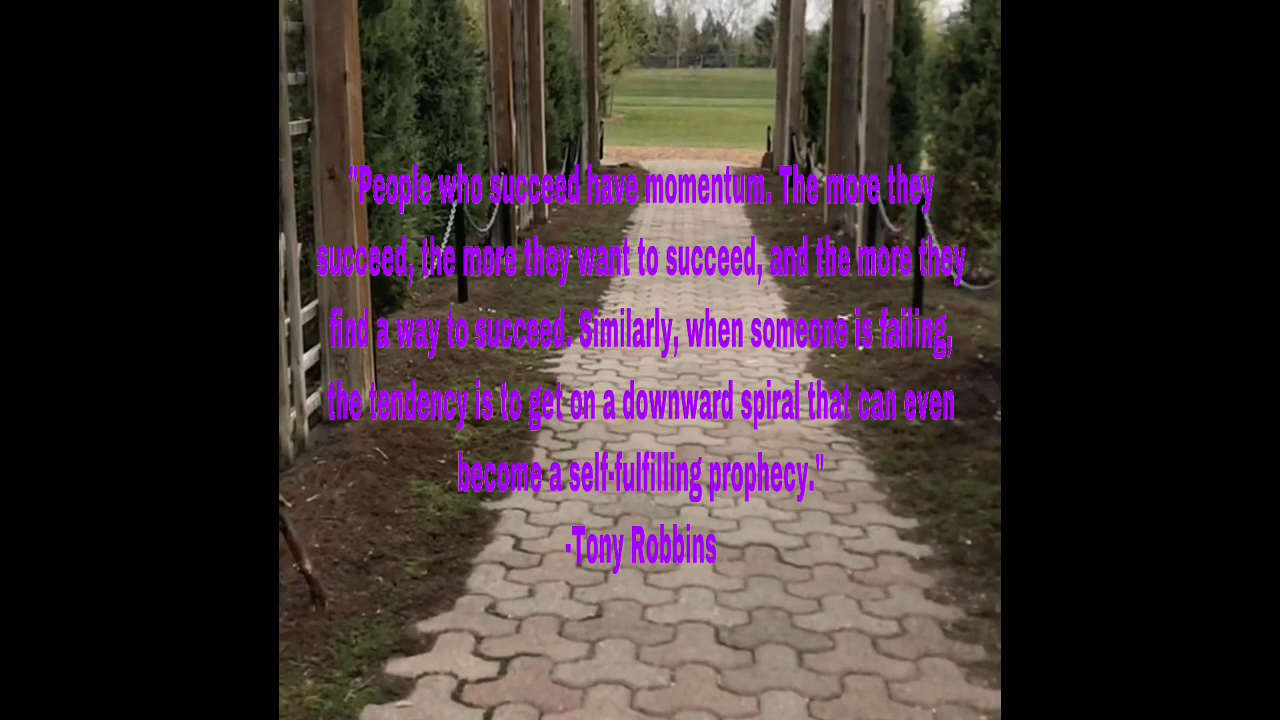 "People who succeed have momentum. The more they
succeed, the more they want to succeed, and the more they
find a way to succeed. Similarly, when someone is failing,
the tendency is to get on a downward spiral that can even
become a self-fulfilling prophecy."
-Tony Robbins